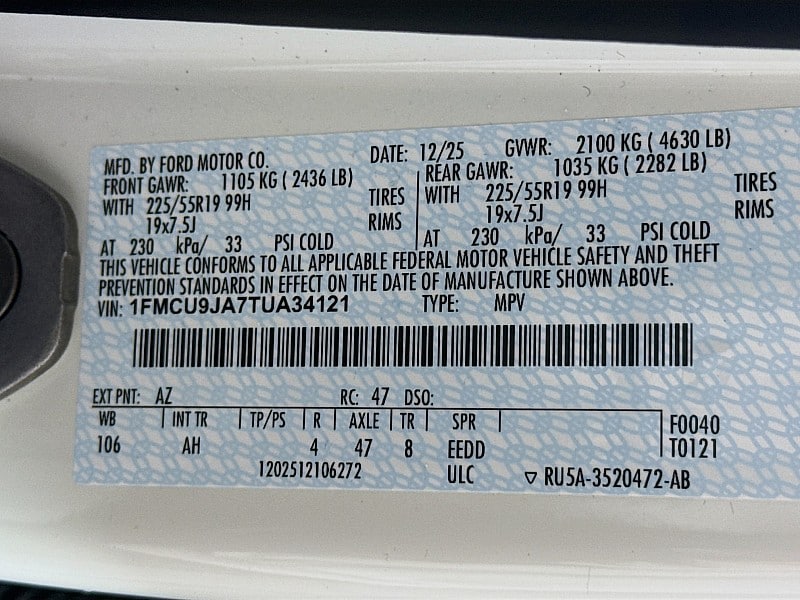 MFD. BY FORD MOTOR CO. DATE: 12/25 GVWR: 2100 KG ( 4630 LB)
FRONT GAWR: 1105 KG ( 2436 LB) REAR GAWR: 1035 KG ( 2282 LB)
WITH 225/55R19 99H TIRES WITH 225/55R19 99H TIRES
19x7.5J RIMS 19x7.5J RIMS
AT 230 kPa/ 33 PSI COLD AT 230 kPa/ 33 PSI COLD
THIS VEHICLE CONFORMS TO ALL APPLICABLE FEDERAL MOTOR VEHICLE SAFETY AND THEFT
PREVENTION STANDARDS IN EFFECT ON THE DATE OF MANUFACTURE SHOWN ABOVE.
VIN: 1FMCU9JA7TUA34121 TYPE: MPV
EXT PNT: AZ RC: 47 DSO:
WB INT TR TP/PS R AXLE TR SPR F0040
106 AH 4 47 8 EEDD T0121
1202512106272 ULC ▽ RU5A-3520472-AB